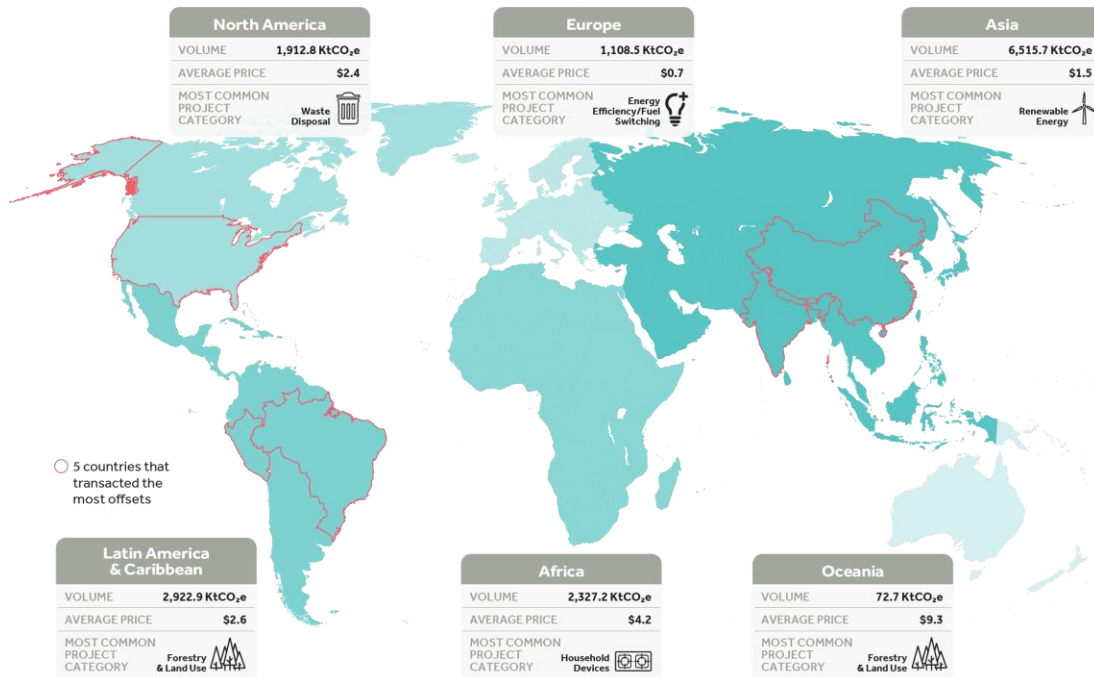 North America
VOLUME 1,912.8 KtCO₂e
AVERAGE PRICE $2.4
MOST COMMON
PROJECT
CATEGORY
Waste
Disposal
Europe
VOLUME 1,108.5 KtCO₂e
AVERAGE PRICE $0.7
MOST COMMON
PROJECT
CATEGORY
Energy
Efficiency/Fuel
Switching
Asia
VOLUME 6,515.7 KtCO₂e
AVERAGE PRICE $1.5
MOST COMMON
PROJECT
CATEGORY
Renewable
Energy
5 countries that
transacted the
most offsets
Latin America
& Caribbean
VOLUME 2,922.9 KtCO₂e
AVERAGE PRICE $2.6
MOST COMMON
PROJECT
CATEGORY
Forestry
& Land Use
Africa
VOLUME 2,327.2 KtCO₂e
AVERAGE PRICE $4.2
MOST COMMON
PROJECT
CATEGORY
Household
Devices
Oceania
VOLUME 72.7 KtCO₂e
AVERAGE PRICE $9.3
MOST COMMON
PROJECT
CATEGORY
Forestry
& Land Use